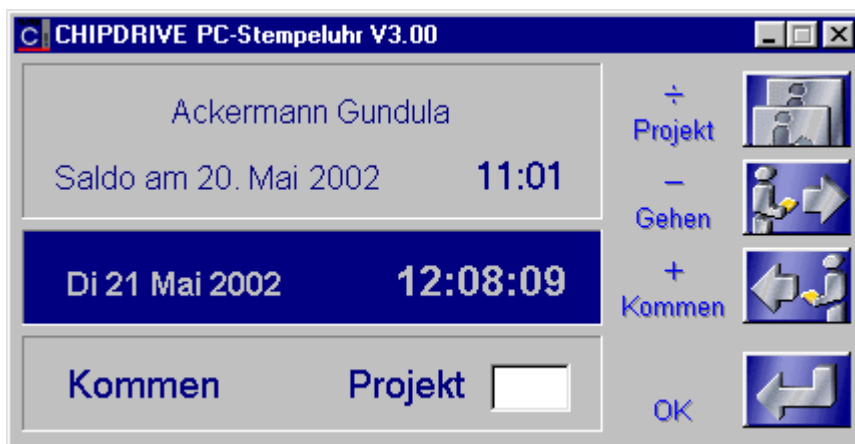 CHIPDRIVE PC-Stempeluhr V3.00
Ackermann Gundula
Saldo am 20. Mai 2002 11:01
Di 21 Mai 2002 12:08:09
Kommen Projekt
÷
Projekt
−
Gehen
+
Kommen
OK